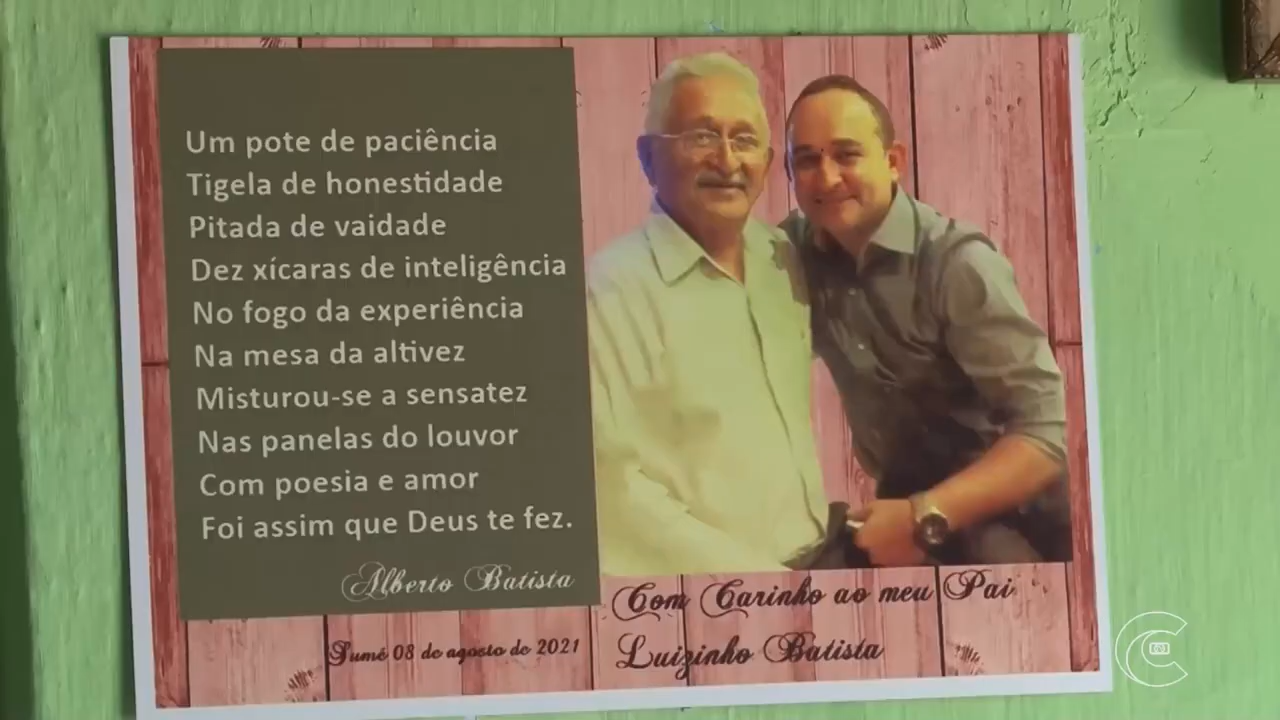 Um pote de paciência
Tigela de honestidade
Pitada de vaidade
Dez xícaras de inteligência
No fogo da experiência
Na mesa da altivez
Misturou-se a sensatez
Nas panelas do louvor
Com poesia e amor
Foi assim que Deus te fez.
Alberto Batista
Sumé 08 de agosto de 2021
Com Carinho ao meu Pai
Luizinho Batista